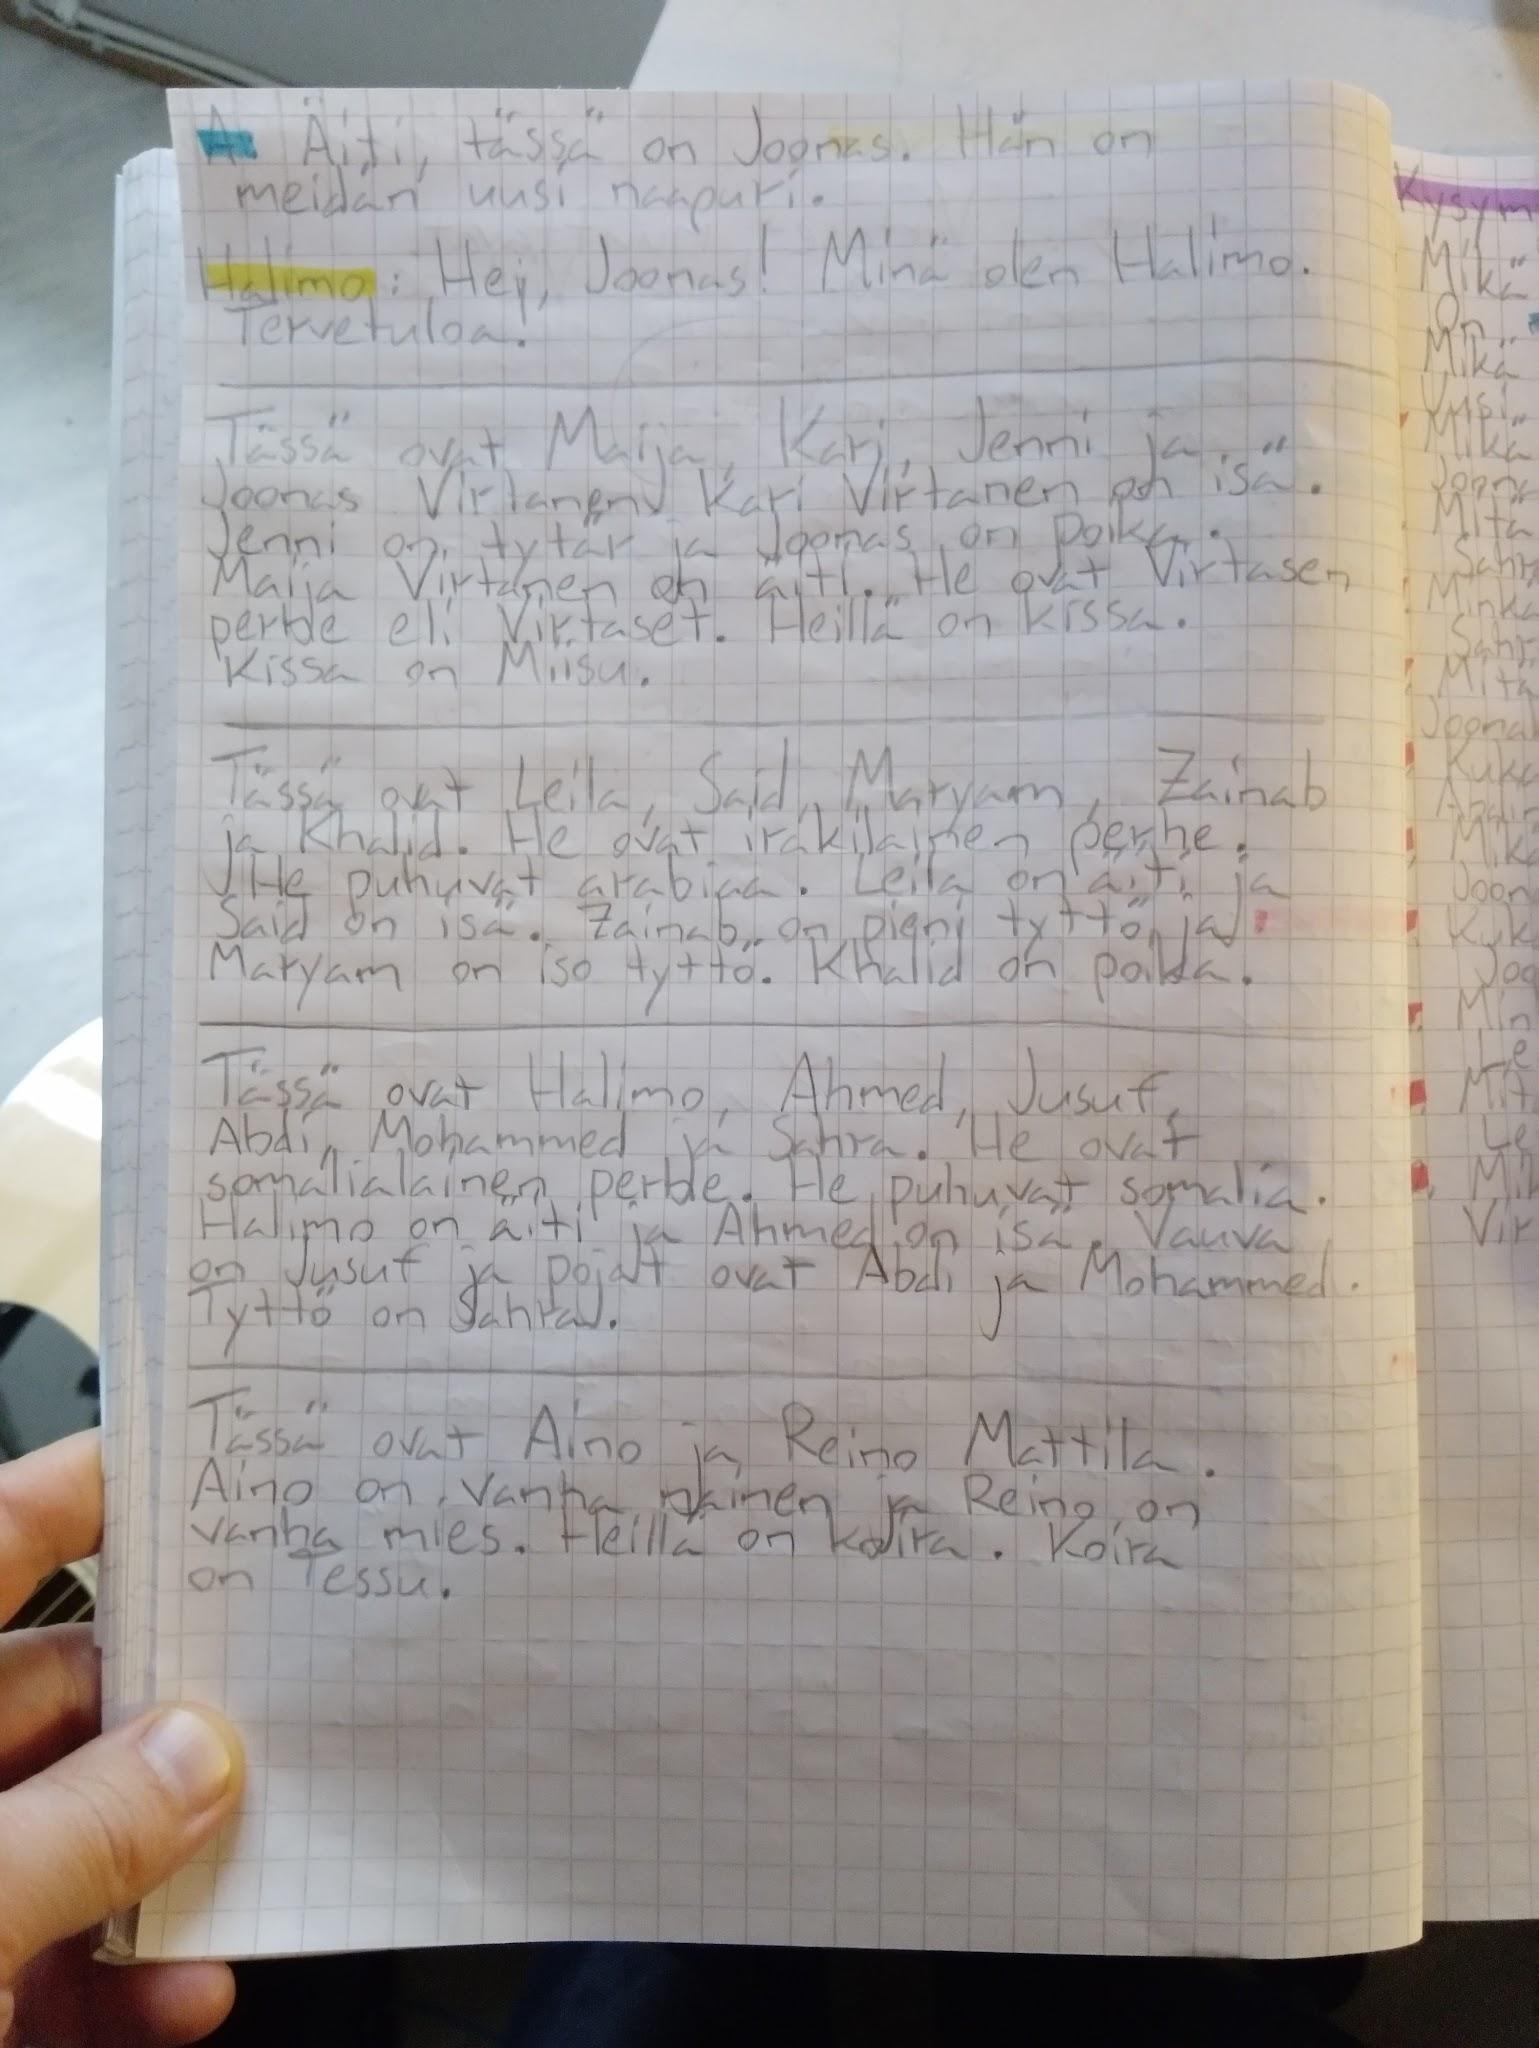 A: Äiti, tässä on Joonas. Hän on
meidän uusi naapuri.
Halimo: Hej, Joonas! Minä olen Halimo.
Tervetuloa!
Tässä ovat Maija, Kari, Jenni ja
Joonas Virtanen. Kari Virtanen on isä.
Jenni on tytär ja Joonas on poika.
Maija Virtanen on äiti. He ovat Virtasen
perhe eli Virtaset. Heillä on kissa.
Kissa on Miisu.
Tässä ovat Leila, Said, Maryam, Zainab
ja Khalid. He ovat irakilainen perhe.
He puhuvat arabiaa. Leila on äiti ja
Said on isä. Zainab on pieni tyttö ja
Maryam on iso tyttö. Khalid on poika.
Tässä ovat Halimo, Ahmed, Jusuf,
Abdi, Mohammed ja Sahra. He ovat
somalialainen perhe. He puhuvat somalia.
Halimo on äiti ja Ahmed on isä. Vauva
on Jusuf ja pojat ovat Abdi ja Mohammed.
Tyttö on Sahra.
Tässä ovat Aino ja Reino Mattila.
Aino on vanha nainen ja Reino on
vanha mies. Heillä on koira. Koira
on Tessu.
Kysym
Mikä
On
Mikä
Uusi
Mikä
Joona
Mitä
Sahr
Minkä
Sahr
Mitä
Joona
Kuka
Mikä
Joon
Kuk
Joo
Min
Le
Mit
Le
Mi
Vir